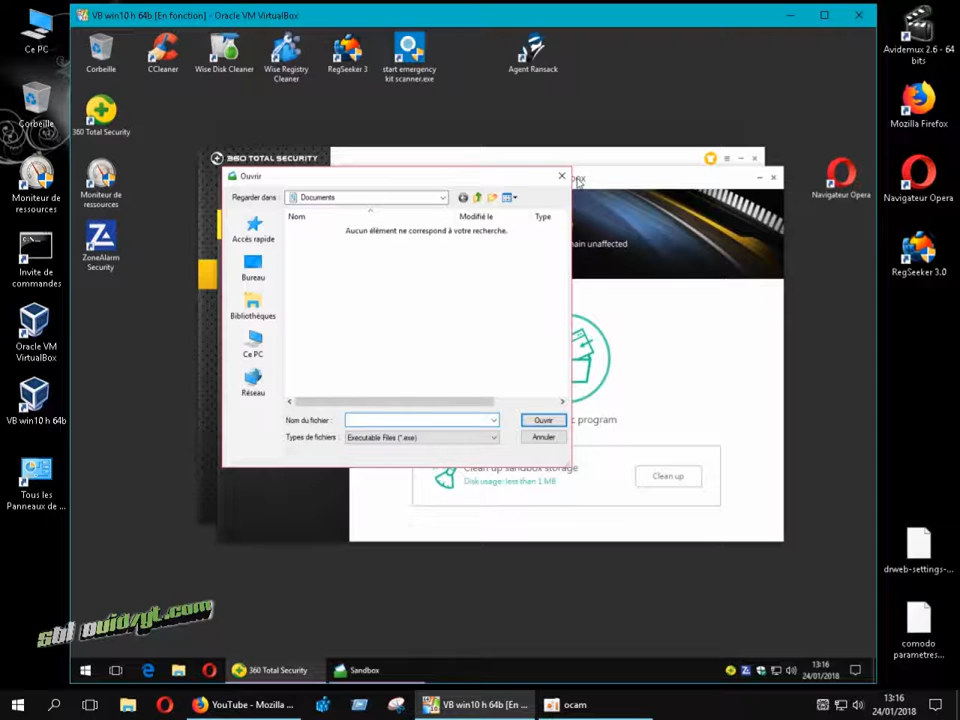 VB win10 h 64b [En fonction] - Oracle VM VirtualBox
Ce PC
Corbeille
Moniteur de
ressources
Invite de
commandes
Oracle VM
VirtualBox
VB win10 h 64b
Tous les
Panneaux de ...
Corbeille
CCleaner
Wise Disk Cleaner
Wise Registry
Cleaner
RegSeeker 3
start emergency
kit scanner.exe
Agent Ransack
360 Total Security
Moniteur de
ressources
ZoneAlarm
Security
Navigateur Opera
Avidemux 2.6 - 64
bits
Mozilla Firefox
Navigateur Opera
RegSeeker 3.0
drweb-settings-...
comodo
parametres...
360 TOTAL SECURITY
Ouvrir
Regarder dans
Documents
Nom
Modifié le
Type
Aucun élément ne correspond à votre recherche.
Accès rapide
Bureau
Bibliothèques
Ce PC
Réseau
Nom du fichier :
Ouvrir
Types de fichiers :
Executable Files (*.exe)
Annuler
main unaffected
program
Clean up sandbox storage
Disk usage: less than 1 MB
Clean up
360 Total Security
Sandbox
13:16
24/01/2018
YouTube - Mozilla ...
VB win10 h 64b [En ...
ocam
13:16
24/01/2018